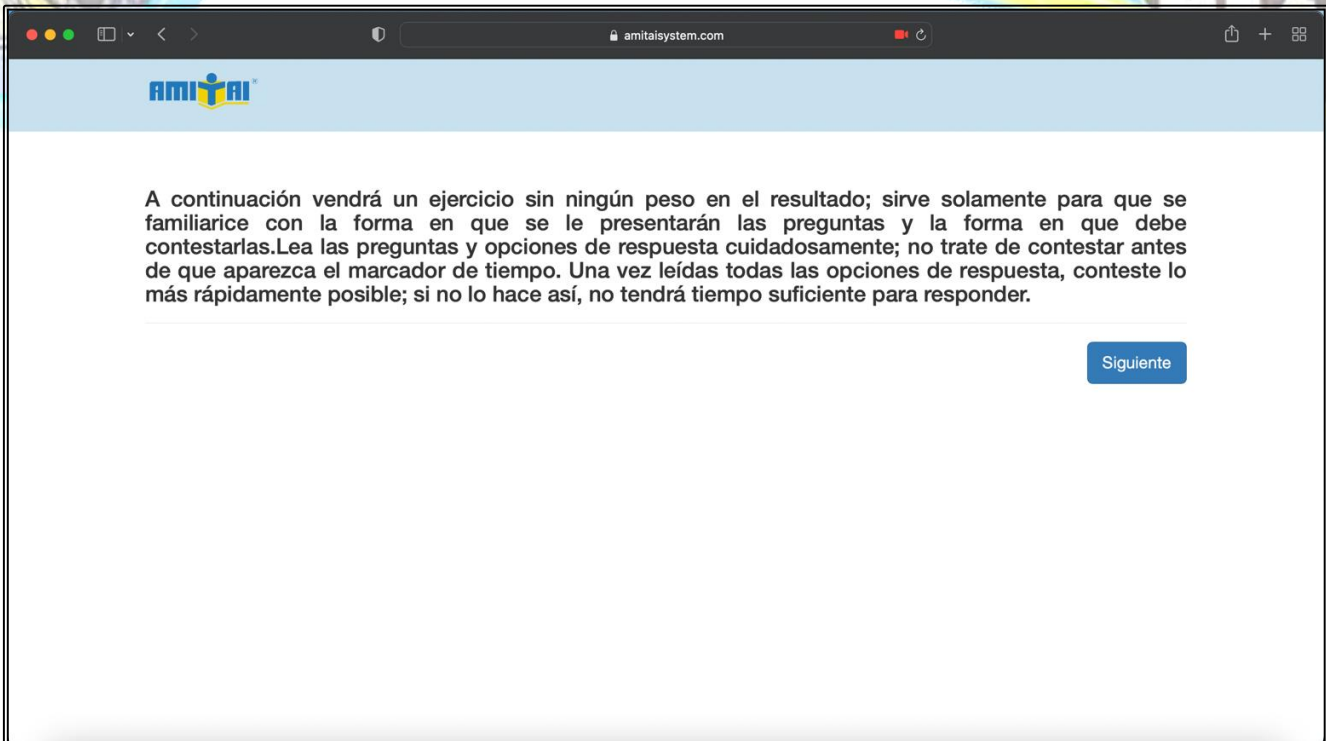 amitaisystem.com
AMITAI®
A continuación vendrá un ejercicio sin ningún peso en el resultado; sirve solamente para que se
familiarice con la forma en que se le presentarán las preguntas y la forma en que debe
contestarlas.Lea las preguntas y opciones de respuesta cuidadosamente; no trate de contestar antes
de que aparezca el marcador de tiempo. Una vez leídas todas las opciones de respuesta, conteste lo
más rápidamente posible; si no lo hace así, no tendrá tiempo suficiente para responder.
Siguiente